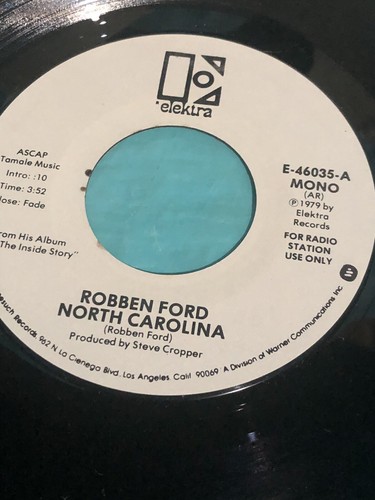 elektra
ASCAP
Tamale Music
Intro: :10
Time: 3:52
lose: Fade
From His Album
"The Inside Story"
E-46035-A
MONO
(AR)
Ⓟ 1979 by
Elektra
Records
FOR RADIO
STATION
USE ONLY
ROBBEN FORD
NORTH CAROLINA
(Robben Ford)
Produced by Steve Cropper
esuch Records 962 N. La Cienega Blvd., Los Angeles, Calif. 90069 A Division of Warner Communications Inc